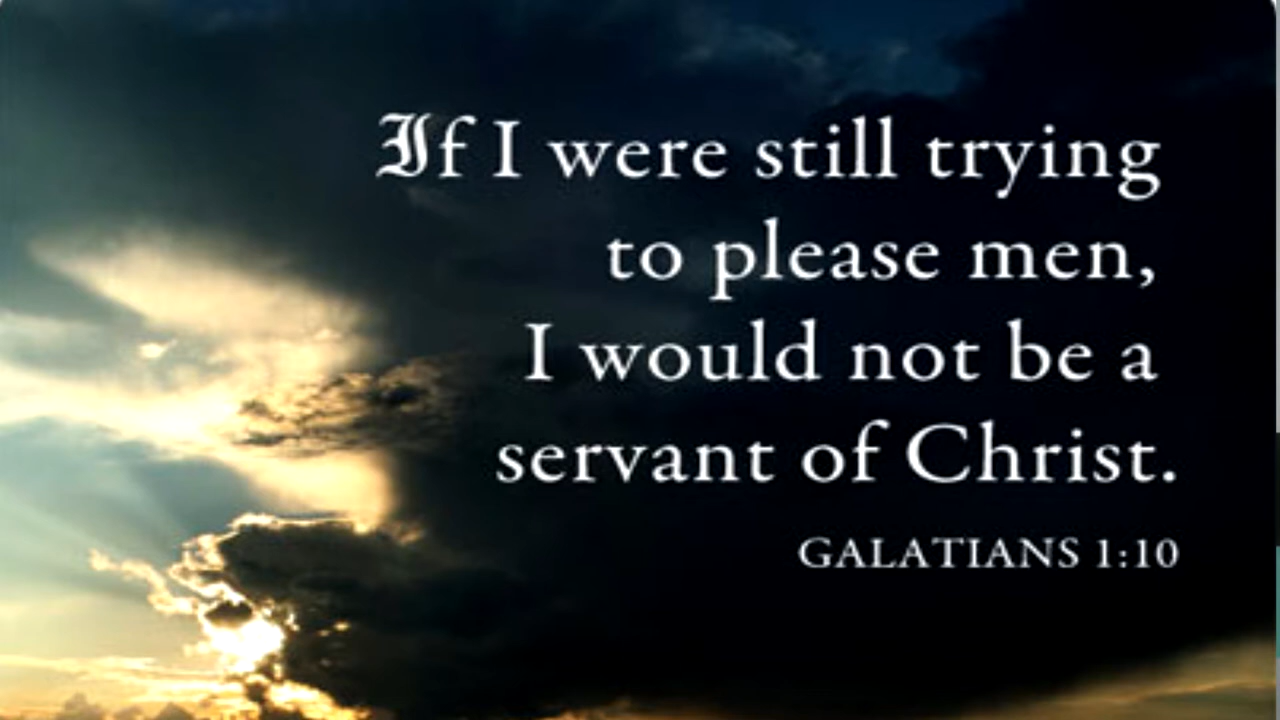 If I were still trying
to please men,
I would not be a
servant of Christ.
GALATIANS 1:10